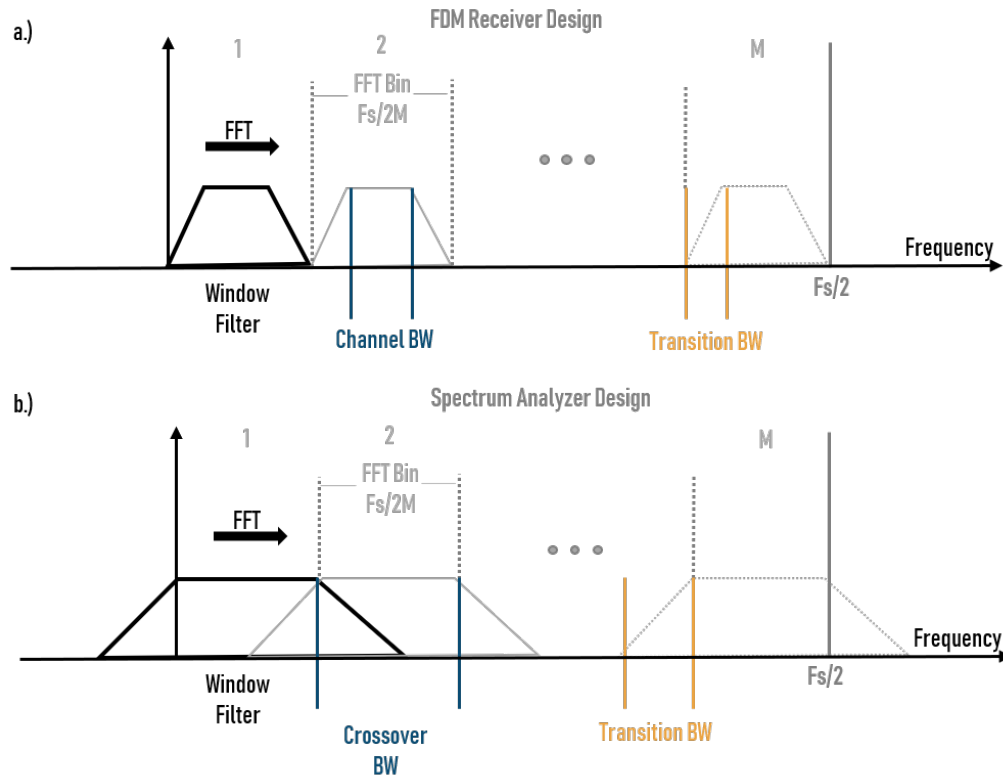 a.)
FDM Receiver Design
1
2
M
FFT Bin
Fs/2M
FFT
Frequency
Window
Filter
Fs/2
Channel BW
Transition BW
b.)
Spectrum Analyzer Design
1
2
M
FFT Bin
Fs/2M
FFT
Frequency
Window
Filter
Fs/2
Crossover
BW
Transition BW